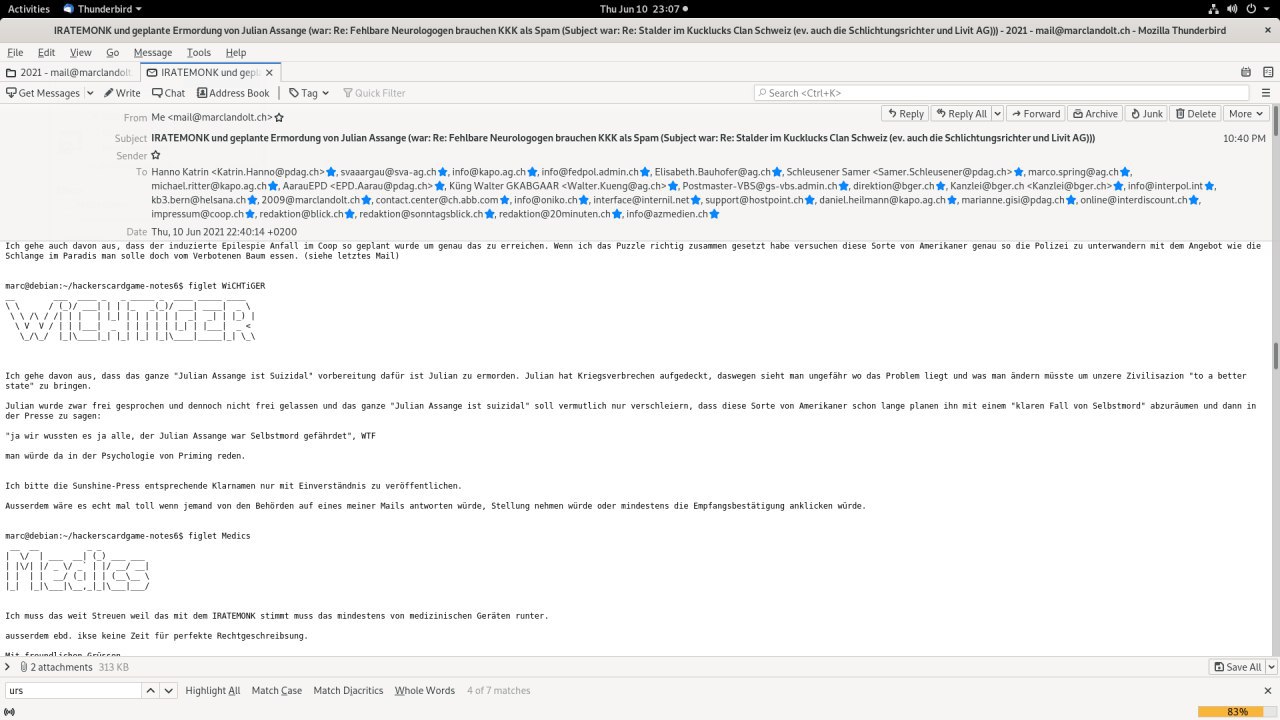 Activities Thunderbird Thu Jun 10 23:07
IRATEMONK und geplante Ermordung von Julian Assange (war: Re: Fehlbare Neurologogen brauchen KKK als Spam (Subject war: Re: Stalder im Kucklucks Clan Schweiz (ev. auch die Schlichtungsrichter und Livit AG))) - 2021 - mail@marclandolt.ch - Mozilla Thunderbird
File Edit View Go Message Tools Help
2021 - mail@marclandolt IRATEMONK und gepl
Get Messages Write Chat Address Book Tag Quick Filter Search <Ctrl+K>
From Me <mail@marclandolt.ch> Reply Reply All Forward Archive Junk Delete More
Subject IRATEMONK und geplante Ermordung von Julian Assange (war: Re: Fehlbare Neurologogen brauchen KKK als Spam (Subject war: Re: Stalder im Kucklucks Clan Schweiz (ev. auch die Schlichtungsrichter und Livit AG))) 10:40 PM
Sender
To Hanno Katrin <Katrin.Hanno@pdag.ch>, svaaargau@sva-ag.ch, info@kapo.ag.ch, info@fedpol.admin.ch, Elisabeth.Bauhofer@ag.ch, Schleusener Samer <Samer.Schleusener@pdag.ch>, marco.spring@ag.ch,
michael.ritter@kapo.ag.ch, AarauEPD <EPD.Aarau@pdag.ch>, Küng Walter GKABGAAR <Walter.Kueng@ag.ch>, Postmaster-VBS@gs-vbs.admin.ch, direktion@bger.ch, Kanzlei@bger.ch <Kanzlei@bger.ch>, info@interpol.int,
kb3.bern@helsana.ch, 2009@marclandolt.ch, contact.center@ch.abb.com, info@oniko.ch, interface@internil.net, support@hostpoint.ch, daniel.heilmann@kapo.ag.ch, marianne.gisi@pdag.ch, online@interdiscount.ch,
impressum@coop.ch, redaktion@blick.ch, redaktion@sonntagsblick.ch, redaktion@20minuten.ch, info@azmedien.ch
Date Thu, 10 Jun 2021 22:40:14 +0200
Ich gehe auch davon aus, dass der induzierte Epilespie Anfall im Coop so geplant wurde um genau das zu erreichen. Wenn ich das Puzzle richtig zusammen gesetzt habe versuchen diese Sorte von Amerikaner genau so die Polizei zu unterwandern mit dem Angebot wie die
Schlange im Paradis man solle doch vom Verbotenen Baum essen. (siehe letztes Mail)
marc@debian:~/hackerscardgame-notes6$ figlet WiCHTiGER
WiCHTiGER
Ich gehe davon aus, dass das ganze "Julian Assange ist Suizidal" vorbereitung dafür ist Julian zu ermorden. Julian hat Kriegsverbrechen aufgedeckt, daswegen sieht man ungefähr wo das Problem liegt und was man ändern müsste um unzere Zivilisazion "to a better
state" zu bringen.
Julian wurde zwar frei gesprochen und dennoch nicht frei gelassen und das ganze "Julian Assange ist suizidal" soll vermutlich nur verschleiern, dass diese Sorte von Amerikaner schon lange planen ihn mit einem "klaren Fall von Selbstmord" abzuräumen und dann in
der Presse zu sagen:
"ja wir wussten es ja alle, der Julian Assange war Selbstmord gefährdet", WTF
man würde da in der Psychologie von Priming reden.
Ich bitte die Sunshine-Press entsprechende Klarnamen nur mit Einverständnis zu veröffentlichen.
Ausserdem wäre es echt mal toll wenn jemand von den Behörden auf eines meiner Mails antworten würde, Stellung nehmen würde oder mindestens die Empfangsbestätigung anklicken würde.
marc@debian:~/hackerscardgame-notes6$ figlet Medics
Medics
Ich muss das weit Streuen weil das mit dem IRATEMONK stimmt muss das mindestens von medizinischen Geräten runter.
ausserdem ebd. ikse keine Zeit für perfekte Rechtgeschreibsung.
Mit freundlichen Grüssen
2 attachments 313 KB Save All
urs Highlight All Match Case Match Diacritics Whole Words 4 of 7 matches
83%